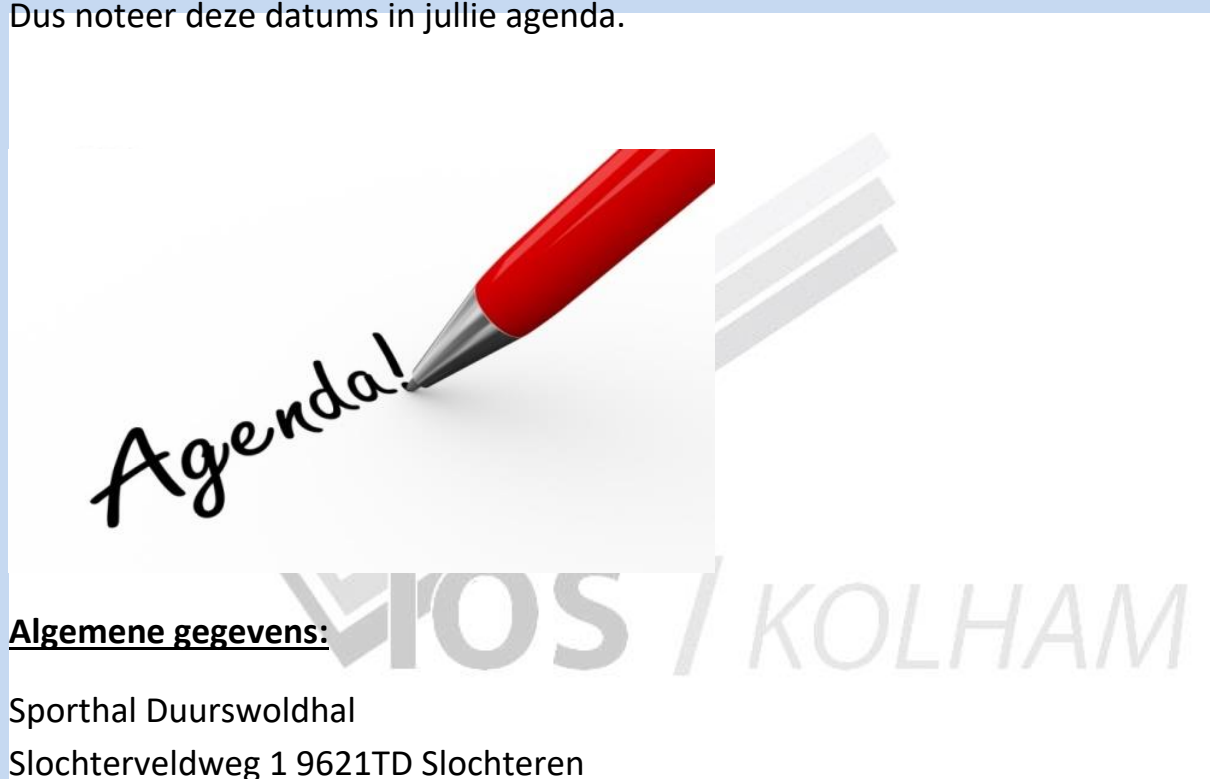 Dus noteer deze datums in jullie agenda.
Agenda!
VIOS / KOLHAM
Algemene gegevens:
Sporthal Duurswoldhal
Slochterveldweg 1 9621TD Slochteren